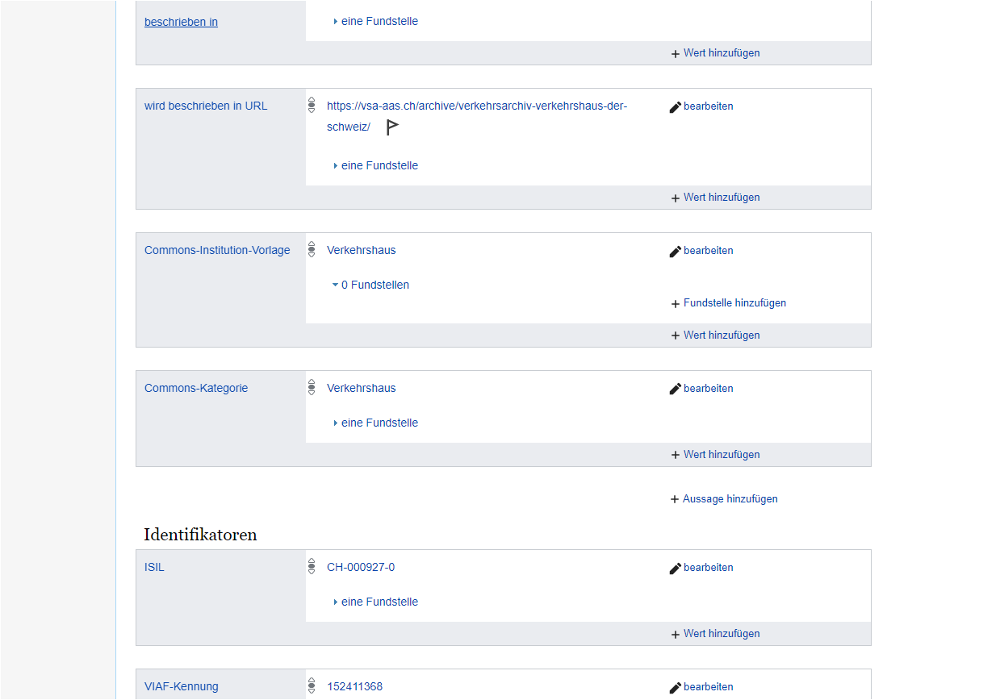 beschrieben in
eine Fundstelle
Wert hinzufügen
wird beschrieben in URL
https://vsa-aas.ch/archive/verkehrsarchiv-verkehrshaus-der-
schweiz/
bearbeiten
eine Fundstelle
Wert hinzufügen
Commons-Institution-Vorlage
Verkehrshaus
bearbeiten
0 Fundstellen
Fundstelle hinzufügen
Wert hinzufügen
Commons-Kategorie
Verkehrshaus
bearbeiten
eine Fundstelle
Wert hinzufügen
Aussage hinzufügen
Identifikatoren
ISIL
CH-000927-0
bearbeiten
eine Fundstelle
Wert hinzufügen
VIAF-Kennung
152411368
bearbeiten